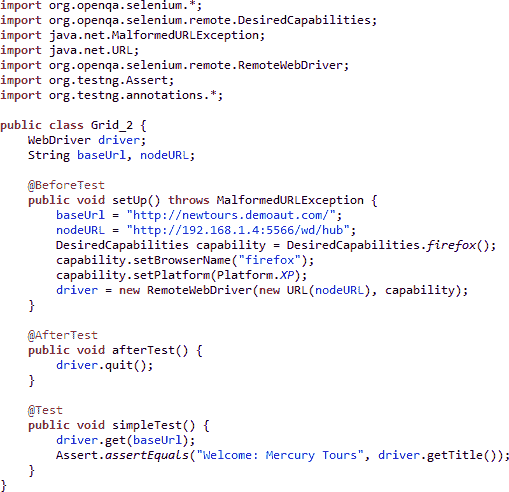 import org.openqa.selenium.*;
import org.openqa.selenium.remote.DesiredCapabilities;
import java.net.MalformedURLException;
import java.net.URL;
import org.openqa.selenium.remote.RemoteWebDriver;
import org.testng.Assert;
import org.testng.annotations.*;

public class Grid_2 {
    WebDriver driver;
    String baseUrl, nodeURL;

    @BeforeTest
    public void setUp() throws MalformedURLException {
        baseUrl = "http://newtours.demoaut.com/";
        nodeURL = "http://192.168.1.4:5566/wd/hub";
        DesiredCapabilities capability = DesiredCapabilities.firefox();
        capability.setBrowserName("firefox");
        capability.setPlatform(Platform.XP);
        driver = new RemoteWebDriver(new URL(nodeURL), capability);
    }

    @AfterTest
    public void afterTest() {
        driver.quit();
    }

    @Test
    public void simpleTest() {
        driver.get(baseUrl);
        Assert.assertEquals("Welcome: Mercury Tours", driver.getTitle());
    }
}